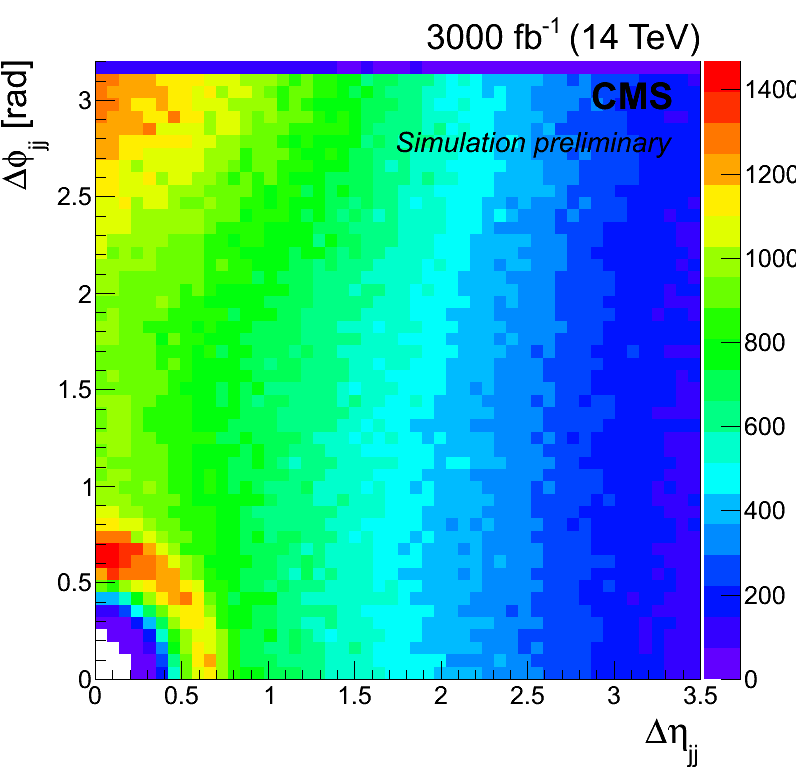 3000 fb⁻¹ (14 TeV)
CMS
Simulation preliminary
Δϕjj [rad]
3
2.5
2
1.5
1
0.5
0
0 0.5 1 1.5 2 2.5 3 3.5
Δηjj
1400
1200
1000
800
600
400
200
0